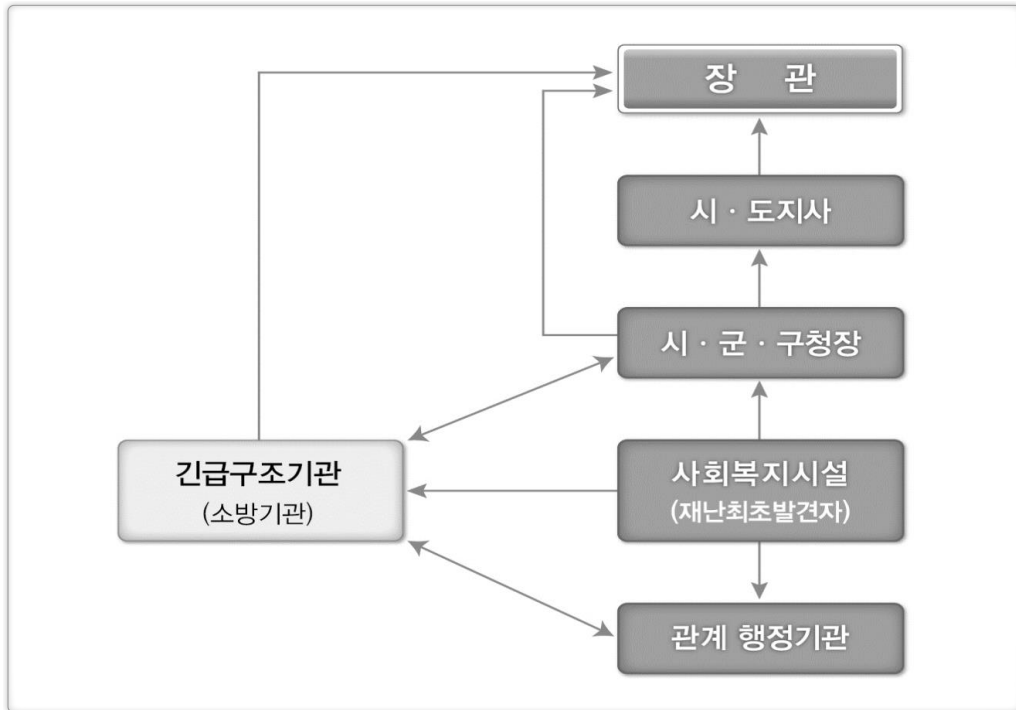 장 관
시 · 도지사
시 · 군 · 구청장
긴급구조기관
(소방기관)
사회복지시설
(재난최초발견자)
관계 행정기관